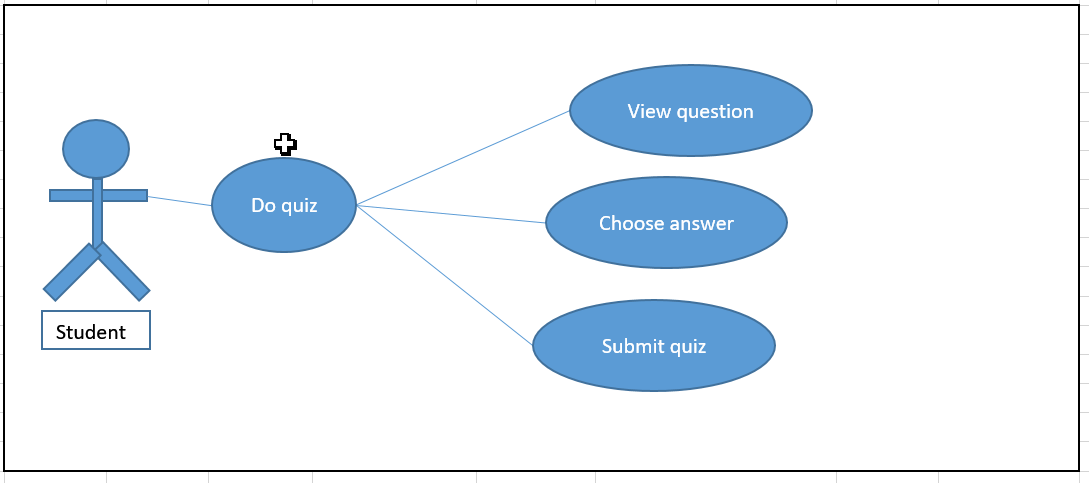 View question
Do quiz
Choose answer
Student
Submit quiz